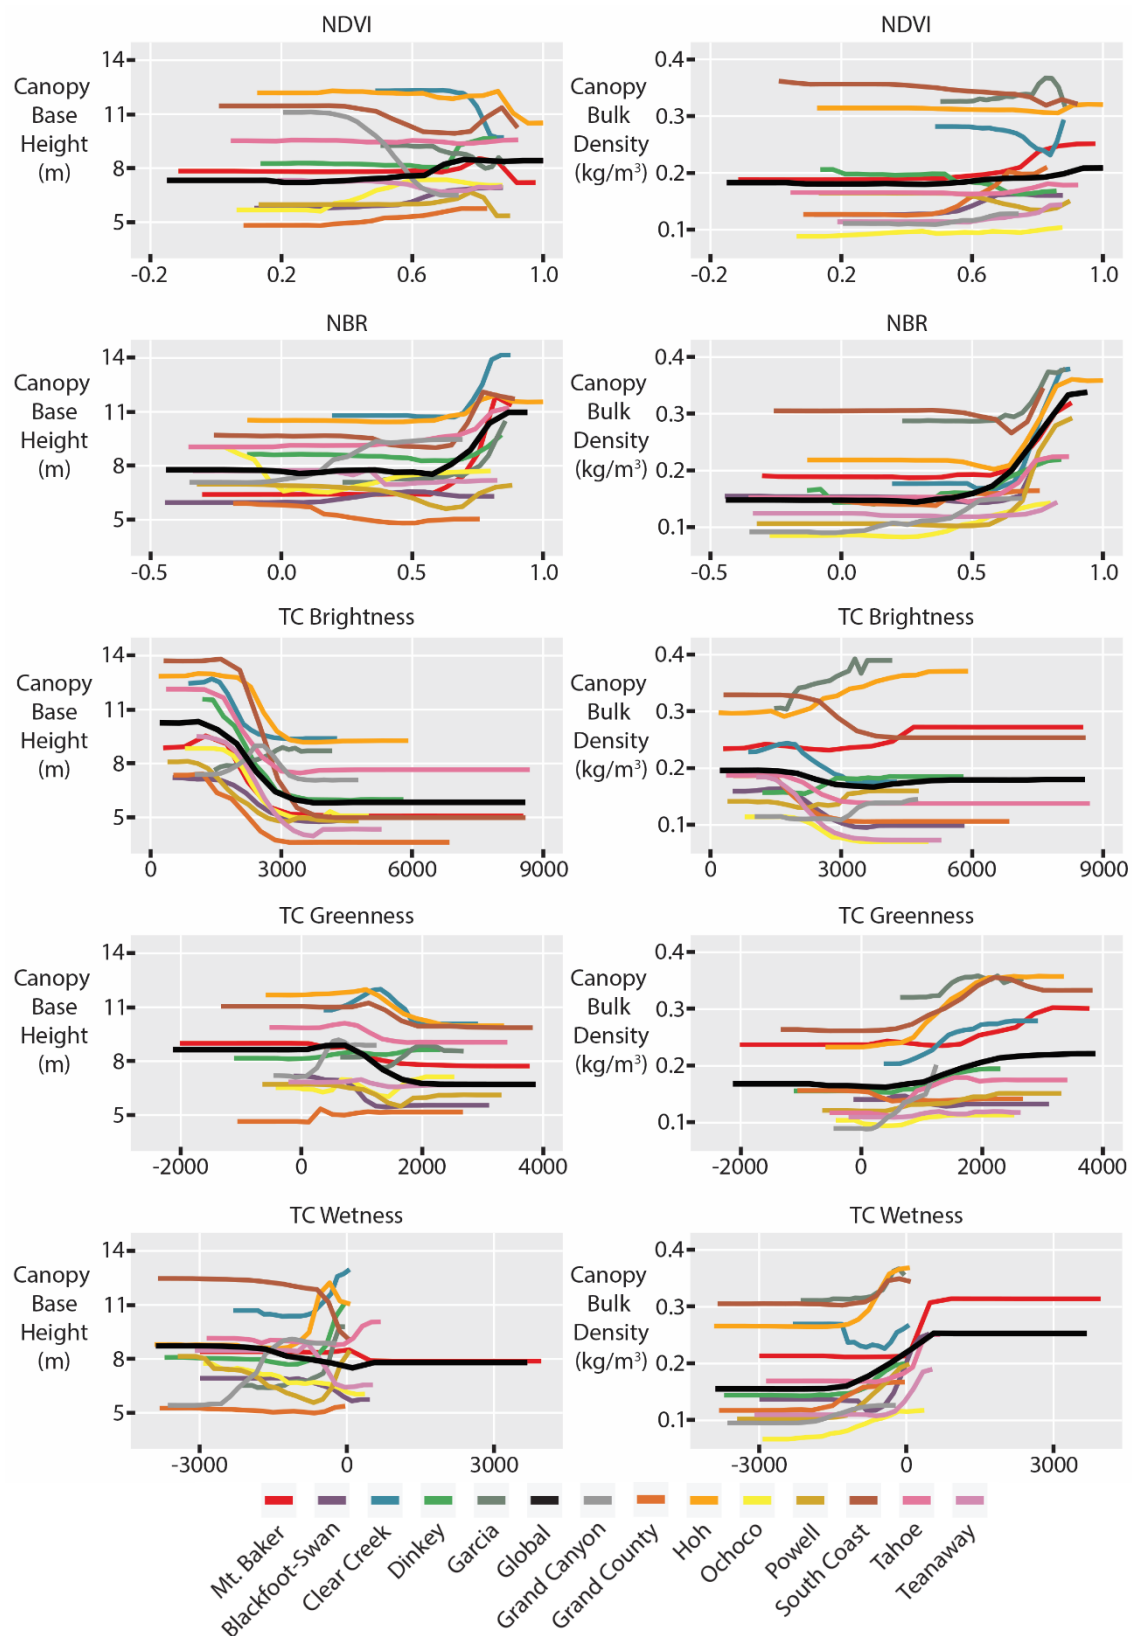 NDVI
14
11
8
5
Canopy
Base
Height
(m)
-0.2
0.2
0.6
1.0
NDVI
0.4
0.3
0.2
0.1
Canopy
Bulk
Density
(kg/m³)
-0.2
0.2
0.6
1.0
NBR
14
11
8
5
Canopy
Base
Height
(m)
-0.5
0.0
0.5
1.0
NBR
0.4
0.3
0.2
0.1
Canopy
Bulk
Density
(kg/m³)
-0.5
0.0
0.5
1.0
TC Brightness
14
11
8
5
Canopy
Base
Height
(m)
0
3000
6000
9000
TC Brightness
0.4
0.3
0.2
0.1
Canopy
Bulk
Density
(kg/m³)
0
3000
6000
9000
TC Greenness
14
11
8
5
Canopy
Base
Height
(m)
-2000
0
2000
4000
TC Greenness
0.4
0.3
0.2
0.1
Canopy
Bulk
Density
(kg/m³)
-2000
0
2000
4000
TC Wetness
14
11
8
5
Canopy
Base
Height
(m)
-3000
0
3000
TC Wetness
0.4
0.3
0.2
0.1
Canopy
Bulk
Density
(kg/m³)
-3000
0
3000
Mt. Baker
Blackfoot-Swan
Clear Creek
Dinkey
Garcia
Global
Grand Canyon
Grand County
Hoh
Ochoco
Powell
South Coast
Tahoe
Teanaway